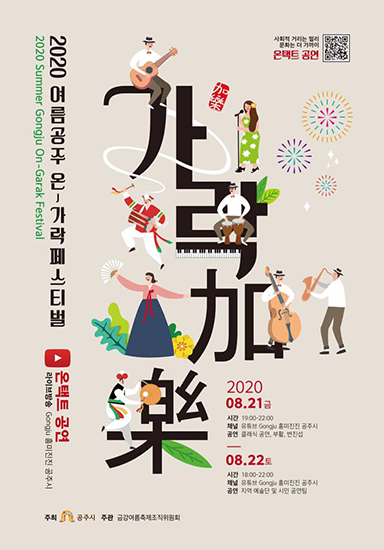 사회적 거리는 멀리
문화는 더 가까이
온택트 공연
2020 여름공주 온~가락페스티벌
2020 Summer Gongju On-Garak Festival
加樂
가락加樂
온택트 공연
라이브방송 Gongju 흥미진진 공주시
2020
08.21금
시간 19:00-22:00
채널 유튜브 Gongju 흥미진진 공주시
공연 클래식 공연, 부활, 변진섭
08.22토
시간 18:00-22:00
채널 유튜브 Gongju 흥미진진 공주시
공연 지역 예술단 및 시민 공연팀
주최 공주시 주관 금강여름축제조직위원회